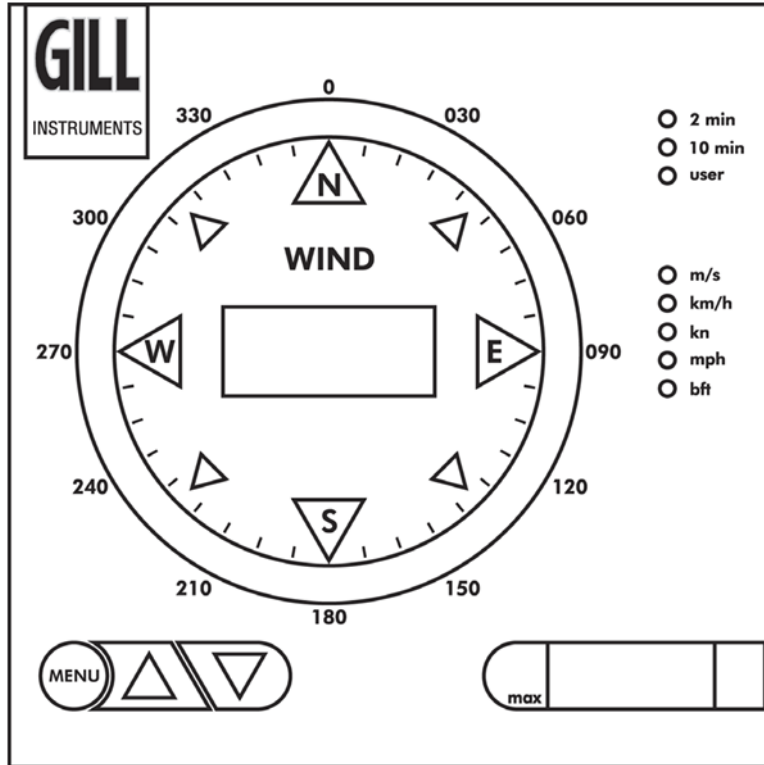 GILL
INSTRUMENTS
0
330
030
300
060
270
090
240
120
210
150
180
N
WIND
W
E
S
2 min
10 min
user
m/s
km/h
kn
mph
bft
MENU
max